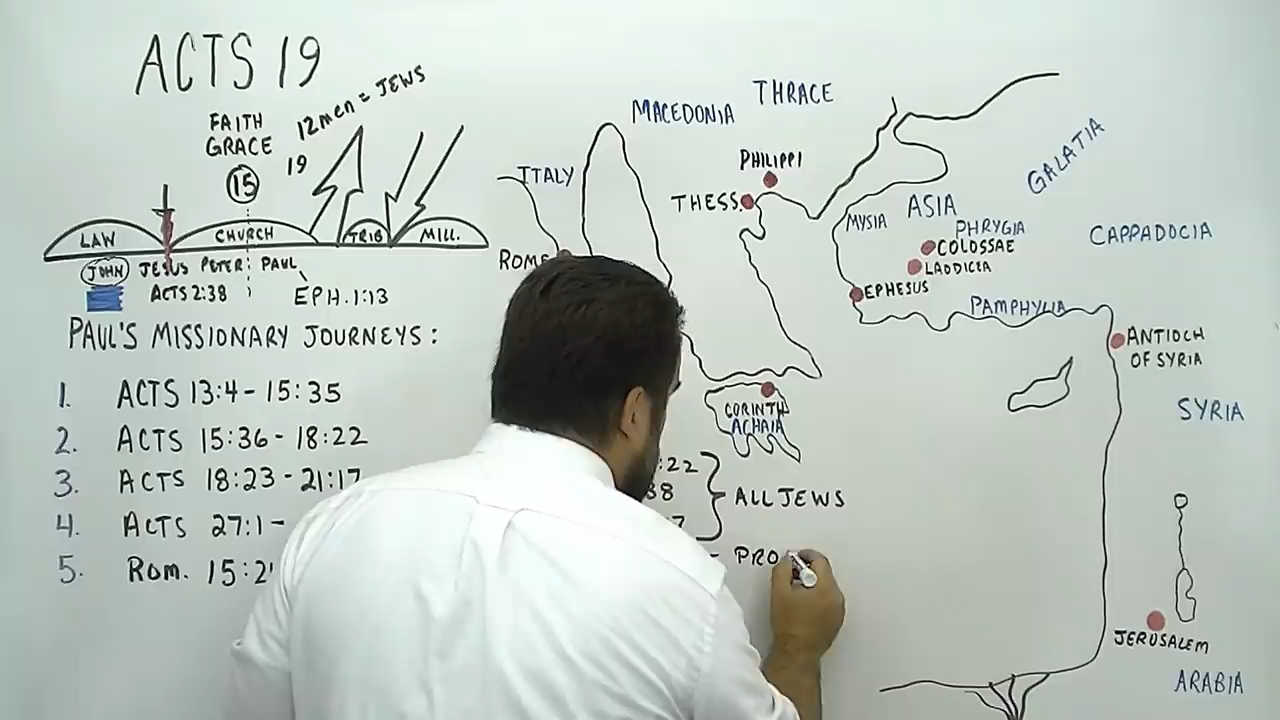 ACTS 19
12 men = JEWS
19
FAITH
GRACE
15
LAW
CHURCH
TRIB
MILL.
JOHN JESUS PETER PAUL
ACTS 2:38
EPH. 1:13
PAUL'S MISSIONARY JOURNEYS:
1. ACTS 13:4 - 15:35
2. ACTS 15:36 - 18:22
3. ACTS 18:23 - 21:17
4. ACTS 27:1 -
5. Rom. 15:2
:22
38
7
ALL JEWS
- PRO
MACEDONIA
THRACE
ITALY
PHILIPPI
THESS.
ROME
GALATIA
MYSIA
ASIA
PHRYGIA
COLOSSAE
LAODICEA
EPHESUS
CAPPADOCIA
PAMPHYLIA
ANTIOCH
OF SYRIA
CORINTH
ACHAIA
SYRIA
JERUSALEM
ARABIA